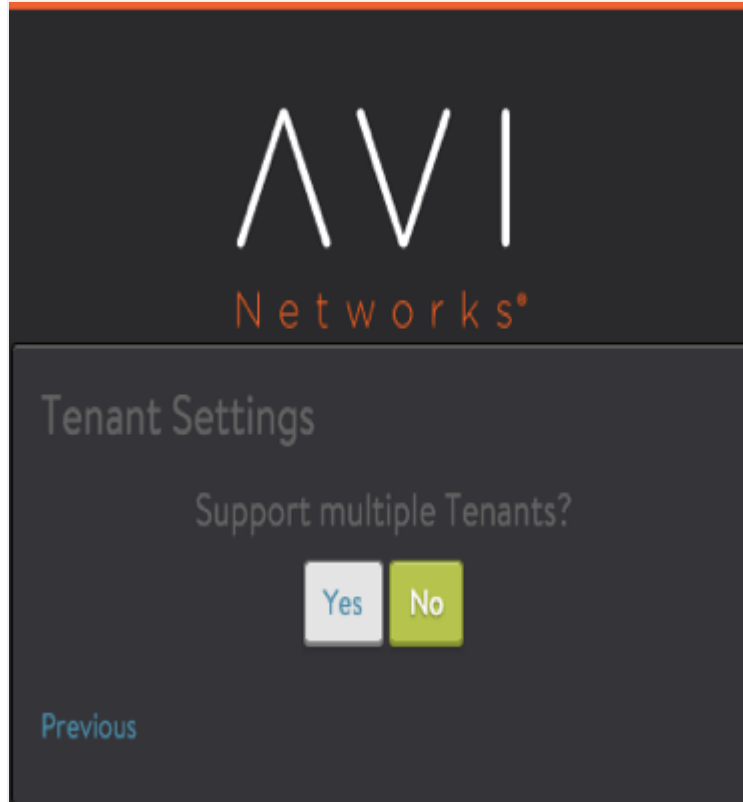 AVI
Networks®
Tenant Settings
Support multiple Tenants?
Yes No
Previous